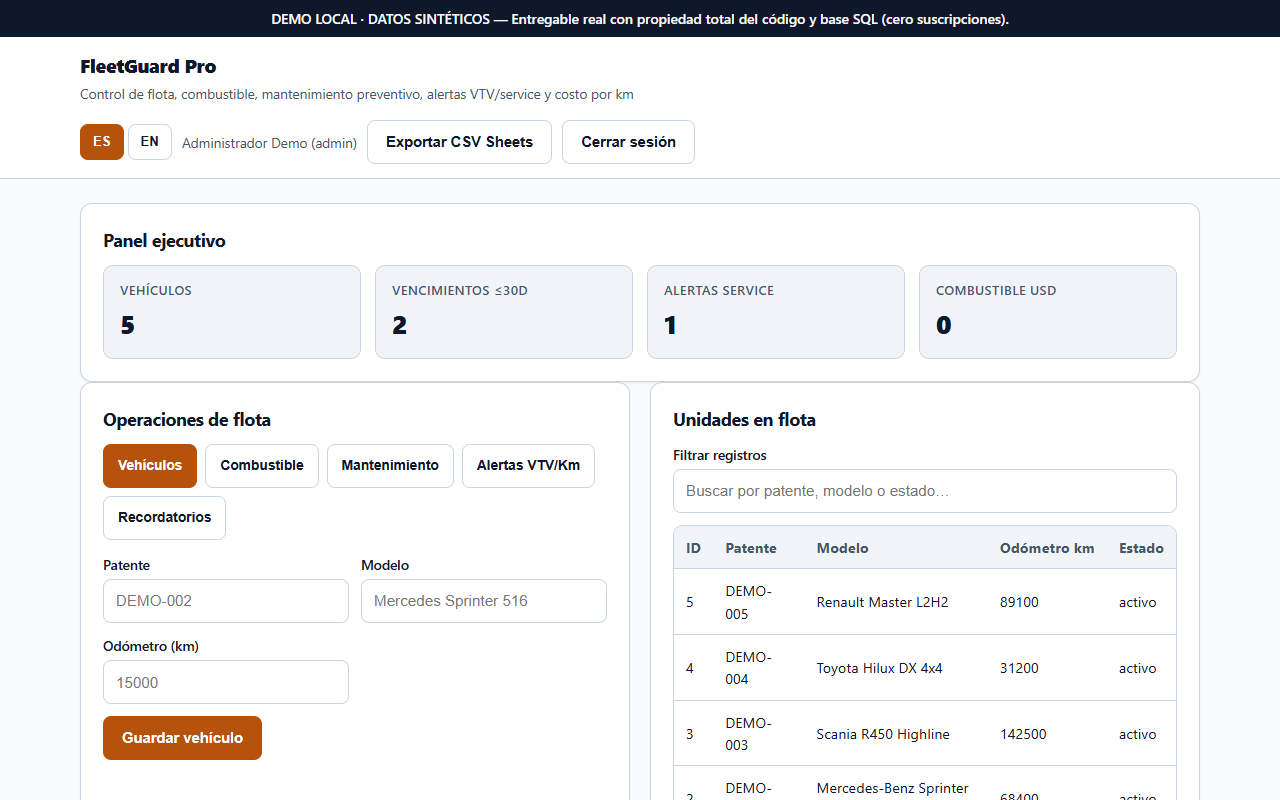 DEMO LOCAL · DATOS SINTÉTICOS — Entregable real con propiedad total del código y base SQL (cero suscripciones).
FleetGuard Pro
Control de flota, combustible, mantenimiento preventivo, alertas VTV/service y costo por km
ES EN Administrador Demo (admin) Exportar CSV Sheets Cerrar sesión
Panel ejecutivo
VEHÍCULOS
5
VENCIMIENTOS ≤30D
2
ALERTAS SERVICE
1
COMBUSTIBLE USD
0
Operaciones de flota
Vehículos Combustible Mantenimiento Alertas VTV/Km
Recordatorios
Patente Modelo
DEMO-002 Mercedes Sprinter 516
Odómetro (km)
15000
Guardar vehículo
Unidades en flota
Filtrar registros
Buscar por patente, modelo o estado…
ID Patente Modelo Odómetro km Estado
5 DEMO-005 Renault Master L2H2 89100 activo
4 DEMO-004 Toyota Hilux DX 4x4 31200 activo
3 DEMO-003 Scania R450 Highline 142500 activo
2 DEMO- Mercedes-Benz Sprinter 68400 activo